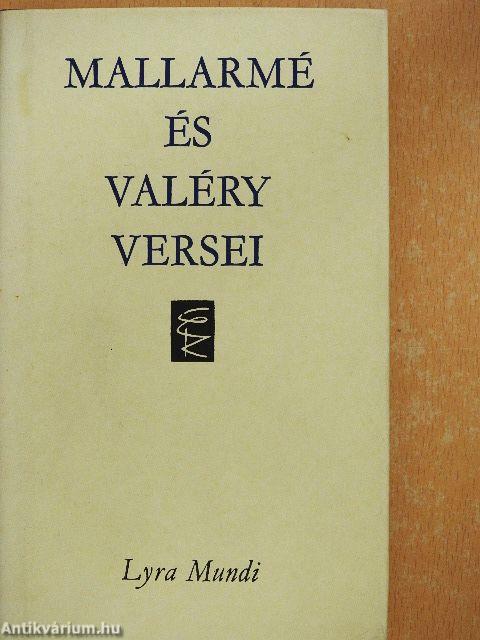 MALLARMÉ
ÉS
VALÉRY
VERSEI
Lyra Mundi
Antikvárium.hu